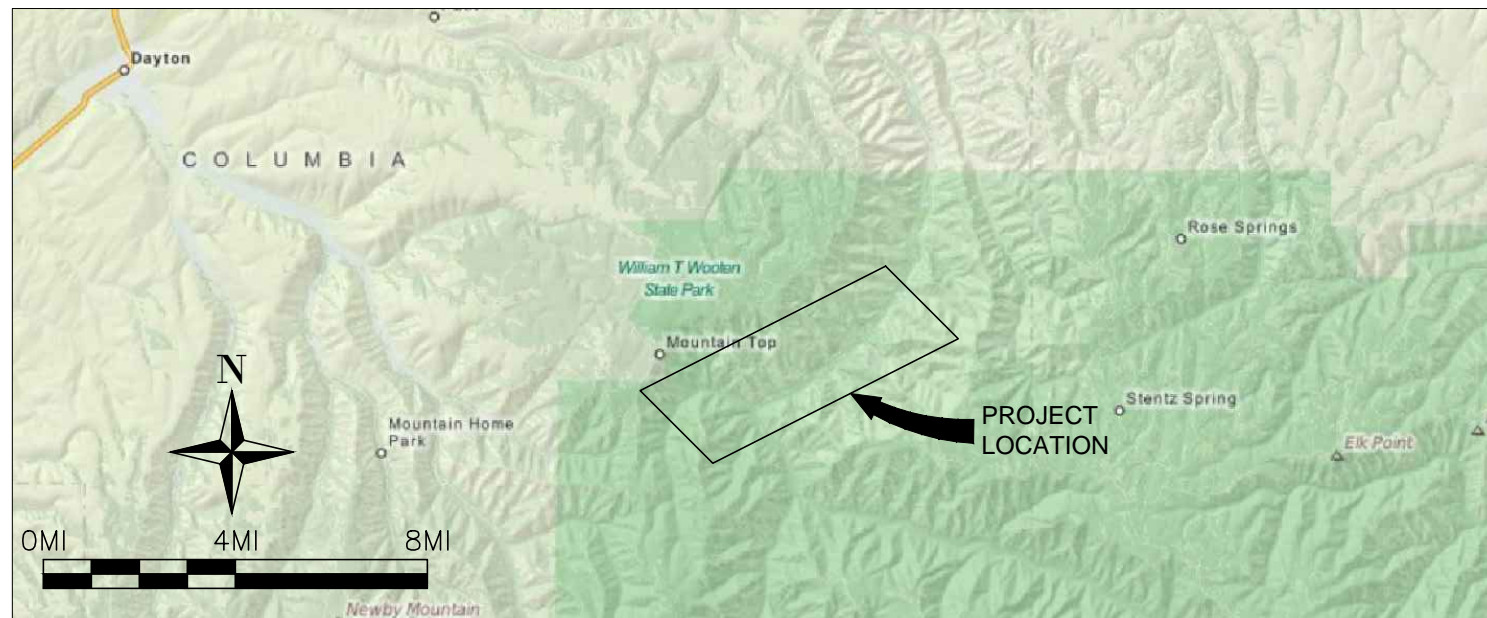 Dayton
COLUMBIA
Rose Springs
William T Wooten
State Park
Mountain Top
N
Mountain Home
Park
Stentz Spring
PROJECT
LOCATION
Elk Point
0MI 4MI 8MI
Newby Mountain